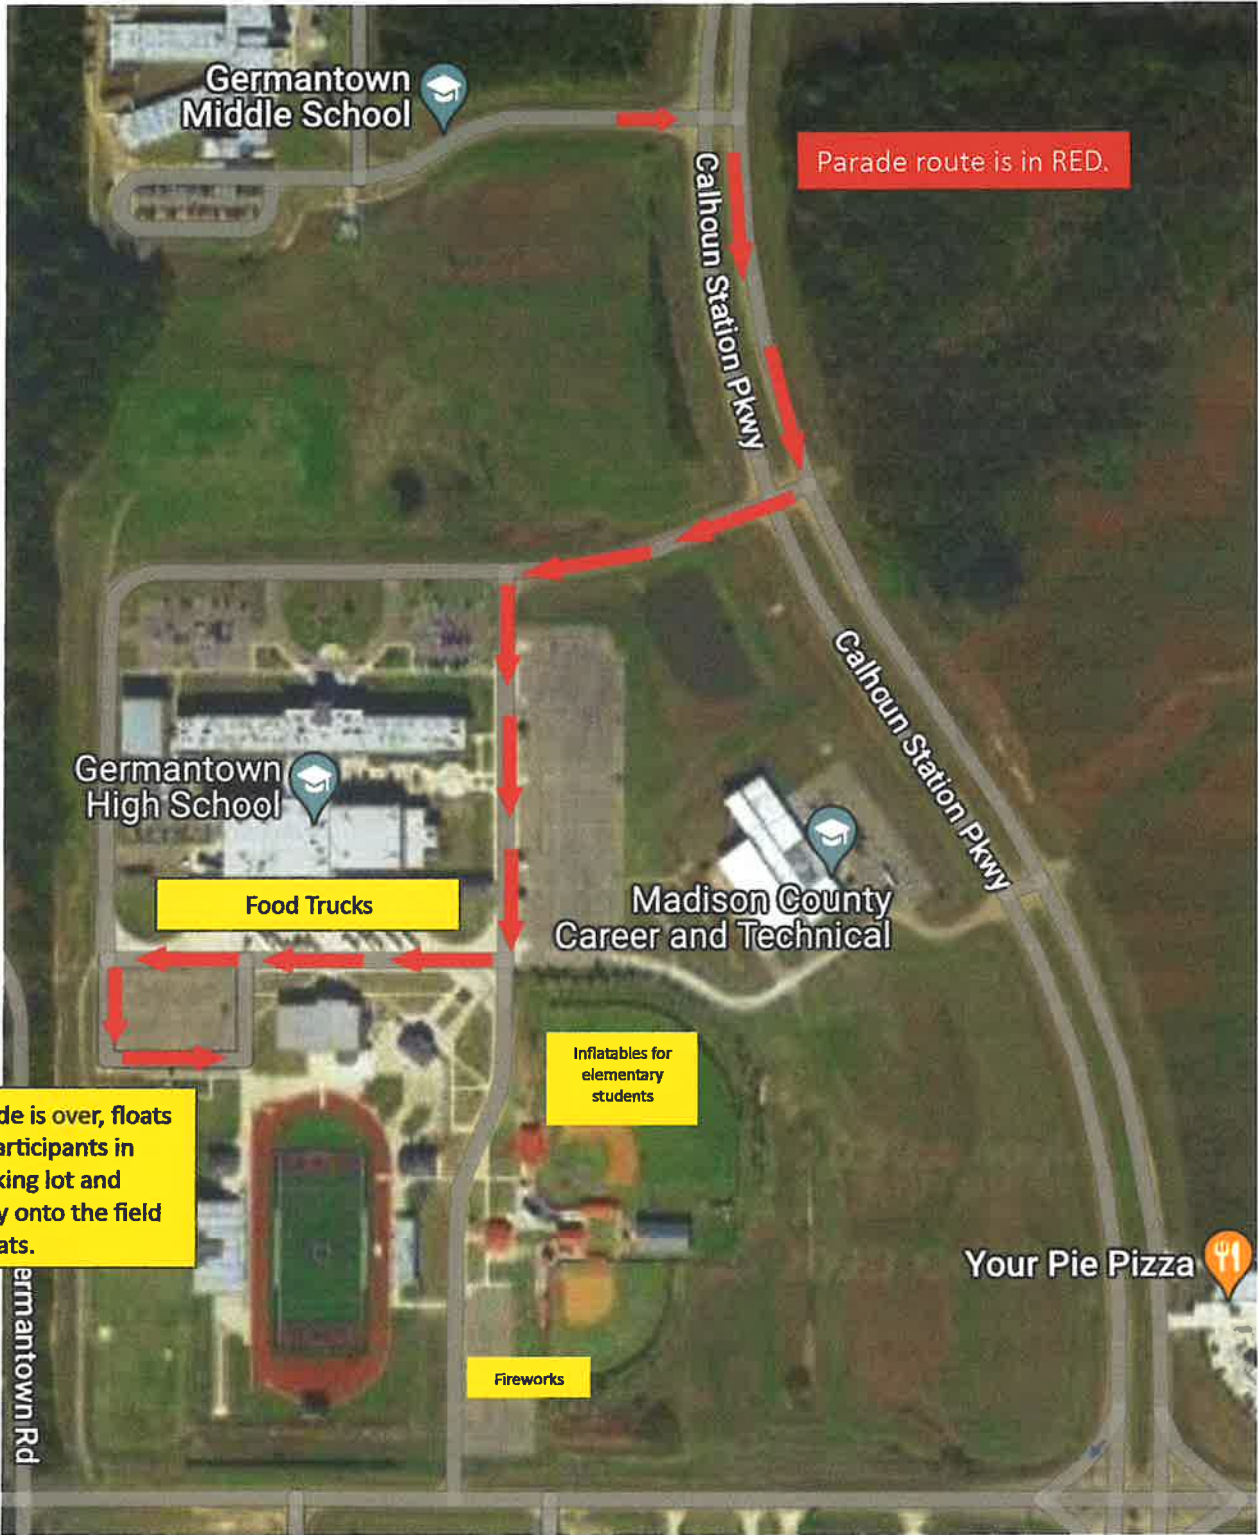 Germantown
Middle School
Parade route is in RED.
Calhoun Station Pkwy
Calhoun Station Pkwy
Germantown
High School
Food Trucks
Madison County
Career and Technical
Inflatables for
elementary
students
de is over, floats
articipants in
king lot and
y onto the field
ats.
Your Pie Pizza
ermantown Rd
Fireworks